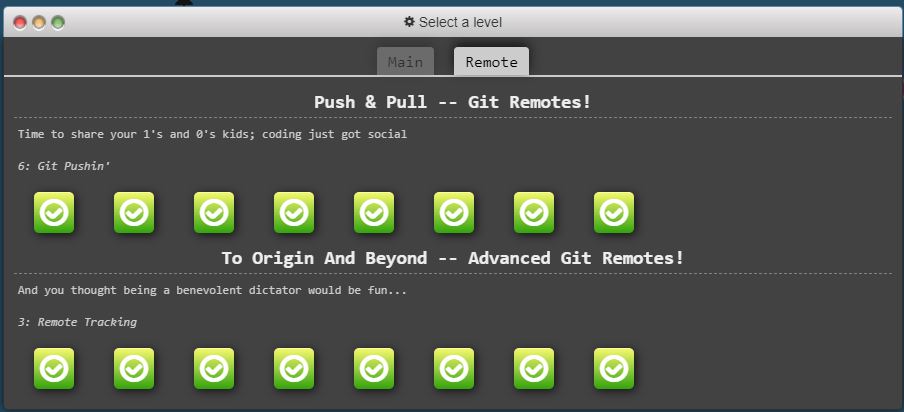 Select a level
Main
Remote
Push & Pull -- Git Remotes!
Time to share your 1's and 0's kids; coding just got social
6: Git Pushin'
To Origin And Beyond -- Advanced Git Remotes!
And you thought being a benevolent dictator would be fun...
3: Remote Tracking